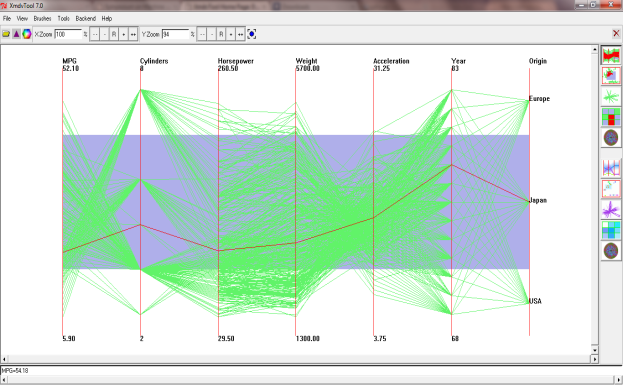 XmdvTool 7.0
File View Brushes Tools Backend Help
X Zoom 100 % -- - R + ++ Y Zoom 94 % -- - R + ++
MPG Cylinders Horsepower Weight Acceleration Year Origin
52.10 8 268.50 5700.00 31.25 83
Europe
Japan
USA
5.90 2 29.50 1300.00 3.75 68
MPG=54.18